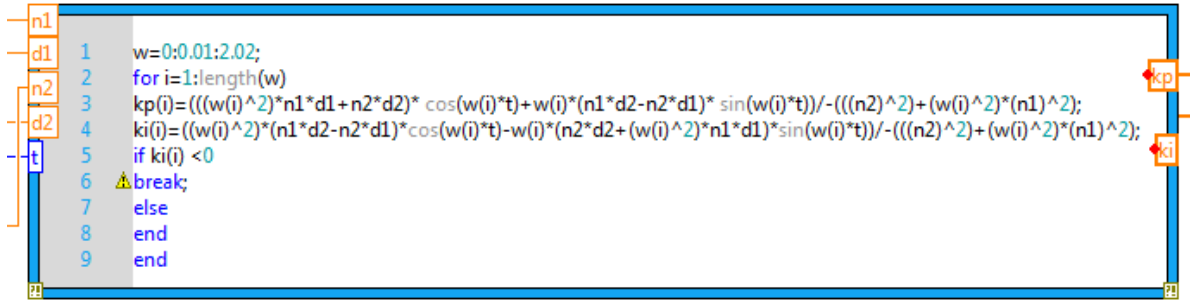 n1
d1
n2
d2
t
1 w=0:0.01:2.02;
2 for i=1:length(w)
3 kp(i)=(((w(i)^2)*n1*d1+n2*d2)* cos(w(i)*t)+w(i)*(n1*d2-n2*d1)* sin(w(i)*t))/-(((n2)^2)+(w(i)^2)*(n1)^2);
4 ki(i)=((w(i)^2)*(n1*d2-n2*d1)*cos(w(i)*t)-w(i)*(n2*d2+(w(i)^2)*n1*d1)*sin(w(i)*t))/-(((n2)^2)+(w(i)^2)*(n1)^2);
5 if ki(i) <0
6 break;
7 else
8 end
9 end
kp
ki
?!
?!